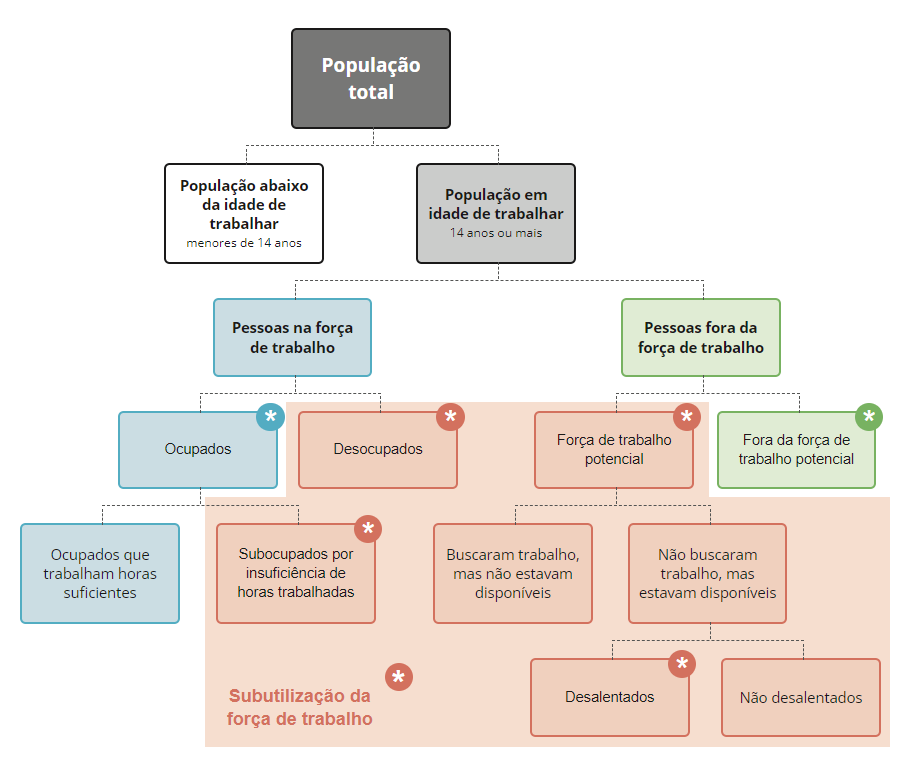 População
total
População abaixo
da idade de
trabalhar
menores de 14 anos
População em
idade de trabalhar
14 anos ou mais
Pessoas na força
de trabalho
Pessoas fora da
força de trabalho
Ocupados
*
Desocupados
*
Força de trabalho
potencial
*
Fora da força de
trabalho potencial
*
Ocupados que
trabalham horas
suficientes
Subocupados por
insuficiência de
horas trabalhadas
*
Buscaram trabalho,
mas não estavam
disponíveis
Não buscaram
trabalho, mas
estavam disponíveis
Subutilização da
força de trabalho
*
Desalentados
*
Não desalentados